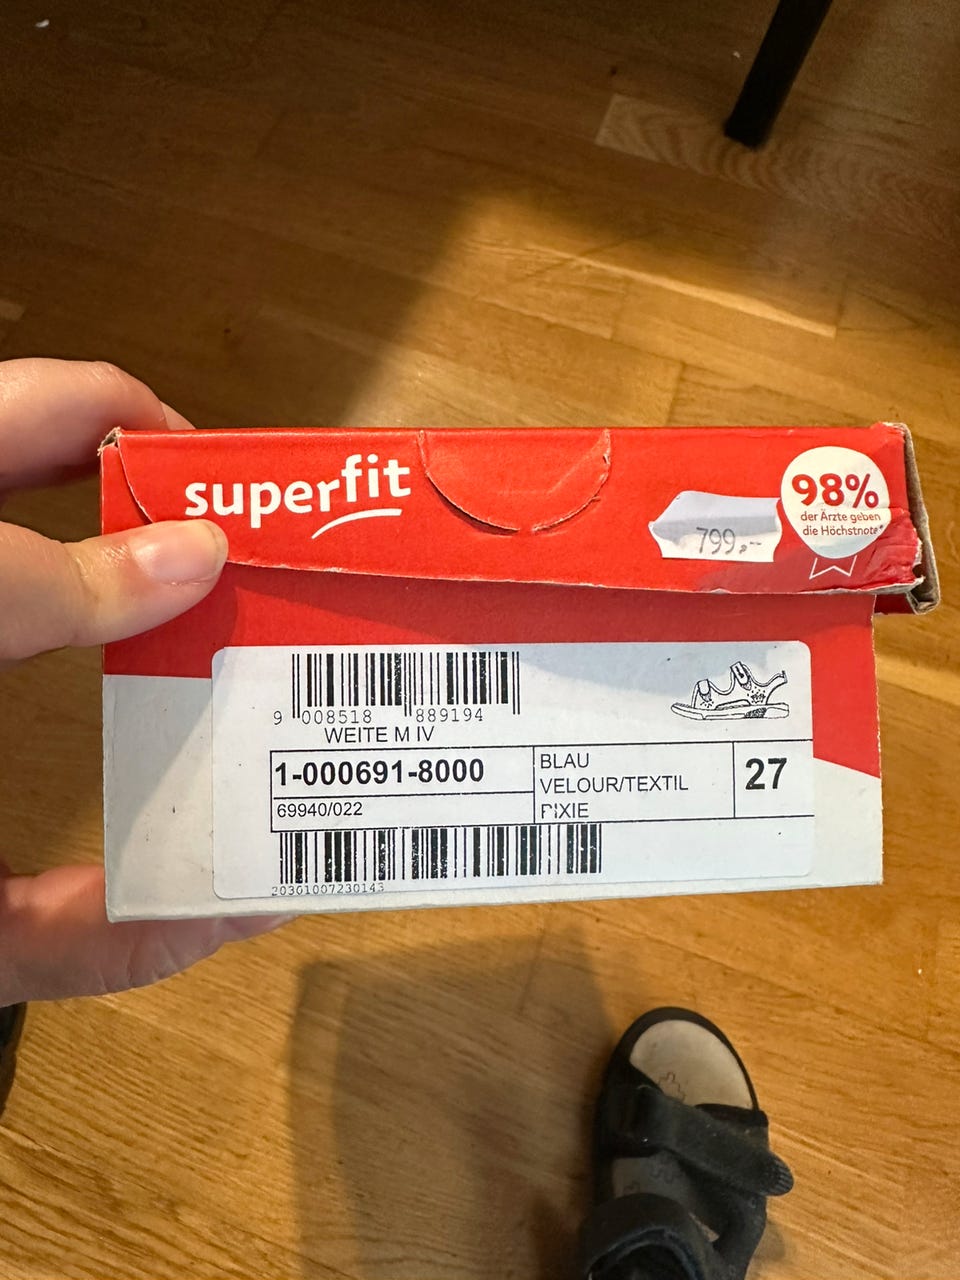 superfit
799,-
98%
der Ärzte geben
die Höchstnote*
9 008518 889194
WEITE M IV
1-000691-8000
69940/022
BLAU
VELOUR/TEXTIL
PIXIE
27
20301007230143